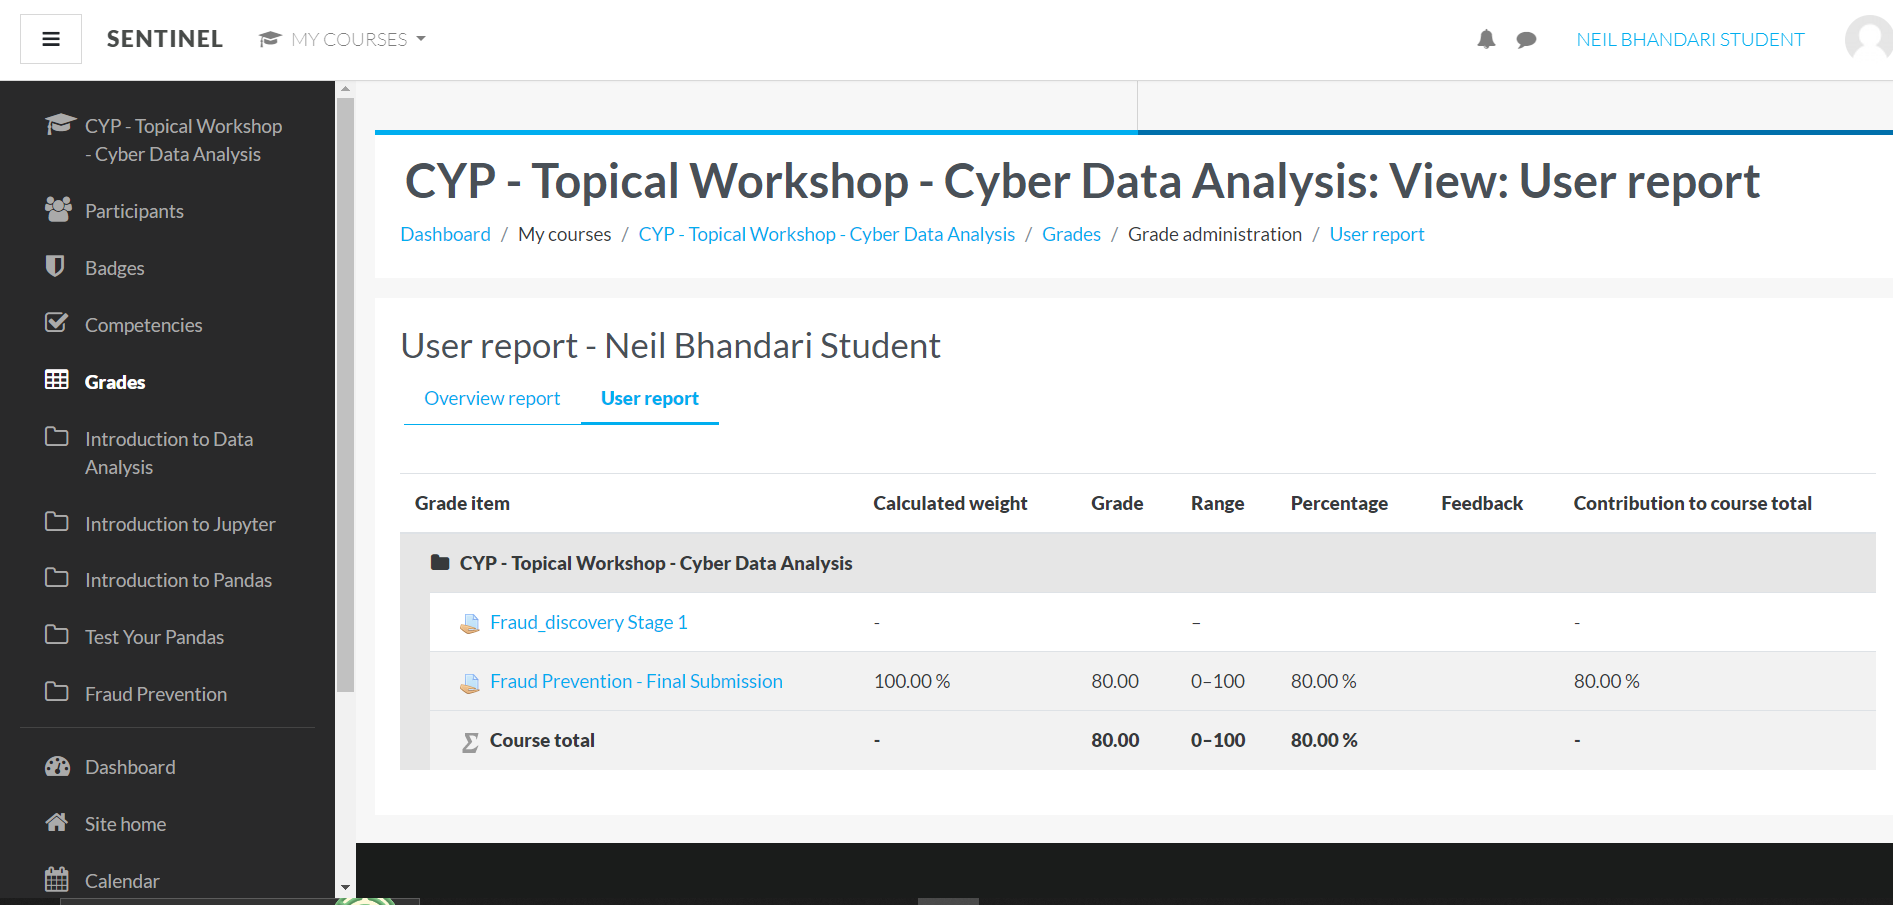 SENTINEL
MY COURSES
NEIL BHANDARI STUDENT
CYP - Topical Workshop
- Cyber Data Analysis
Participants
Badges
Competencies
Grades
Introduction to Data
Analysis
Introduction to Jupyter
Introduction to Pandas
Test Your Pandas
Fraud Prevention
Dashboard
Site home
Calendar
CYP - Topical Workshop - Cyber Data Analysis: View: User report
Dashboard / My courses / CYP - Topical Workshop - Cyber Data Analysis / Grades / Grade administration / User report
User report - Neil Bhandari Student
Overview report User report
Grade item Calculated weight Grade Range Percentage Feedback Contribution to course total
CYP - Topical Workshop - Cyber Data Analysis
Fraud_discovery Stage 1 - – -
Fraud Prevention - Final Submission 100.00 % 80.00 0–100 80.00 % 80.00 %
Course total - 80.00 0–100 80.00 % -